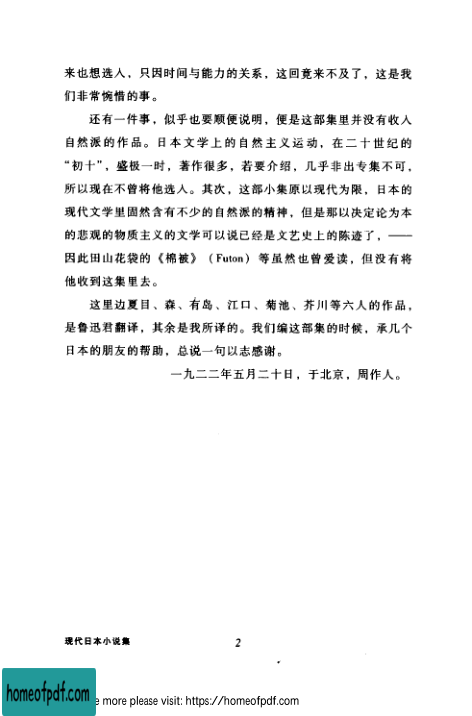 来也想选入，只因时间与能力的关系，这回竟来不及了，这是我
们非常惋惜的事。
还有一件事，似乎也要顺便说明，便是这部集里并没有收入
自然派的作品。日本文学上的自然主义运动，在二十世纪的
“初十”，盛极一时，著作很多，若要介绍，几乎非出专集不可，
所以现在不曾将他选入。其次，这部小集原以现代为限，日本的
现代文学里固然含有不少的自然派的精神，但是那以决定论为本
的悲观的物质主义的文学可以说已经是文艺史上的陈迹了，——
因此田山花袋的《棉被》（Futon）等虽然也曾爱读，但没有将
他收到这集里去。
这里边夏目、森、有岛、江口、菊池、芥川等六人的作品，
是鲁迅君翻译，其余是我所译的。我们编这部集的时候，承几个
日本的朋友的帮助，总说一句以志感谢。
一九二二年五月二十日，于北京，周作人。
现代日本小说集 2
homeofpdf.com
e more please visit: https://homeofpdf.com